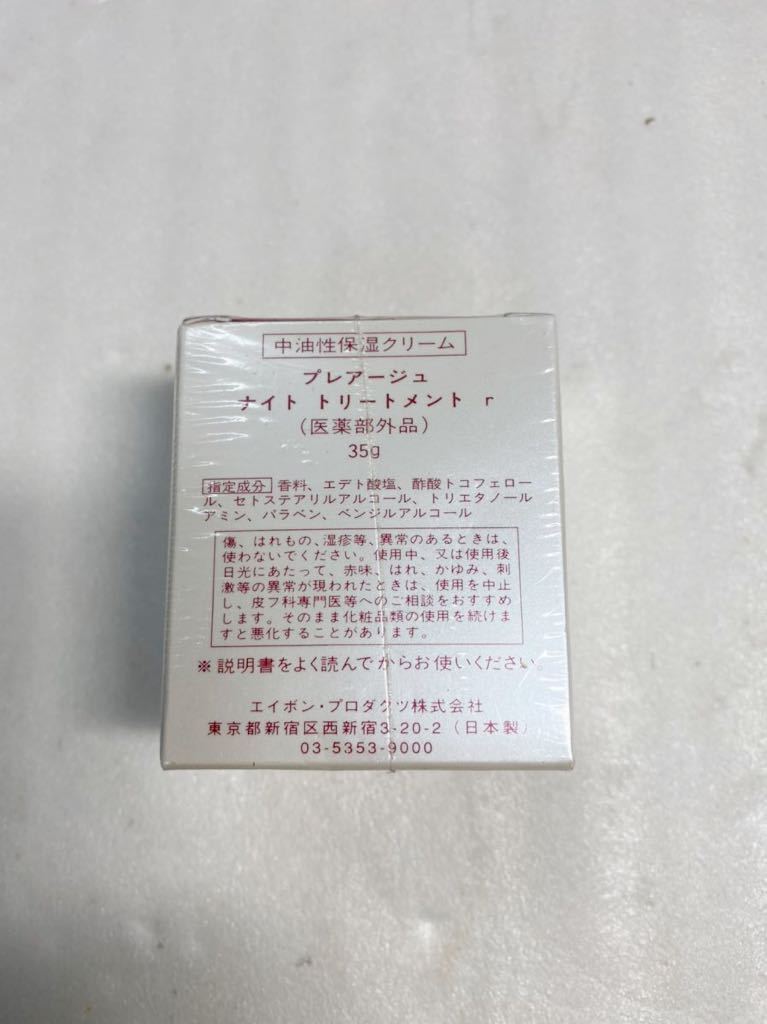 中油性保湿クリーム
プレアージュ
ナイト トリートメント r
(医薬部外品)
35g
指定成分 香料、エデト酸塩、酢酸トコフェロー
ル、セトステアリルアルコール、トリエタノール
アミン、パラベン、ベンジルアルコール
傷、はれもの、湿疹等、異常のあるときは、
使わないでください。使用中、又は使用後
日光にあたって、赤味、はれ、かゆみ、刺
激等の異常が現われたときは、使用を中止
し、皮フ科専門医等へのご相談をおすすめ
します。そのまま化粧品類の使用を続けま
すと悪化することがあります。
※説明書をよく読んでからお使いください。
エイボン・プロダクツ株式会社
東京都新宿区西新宿3-20-2(日本製)
03-5353-9000